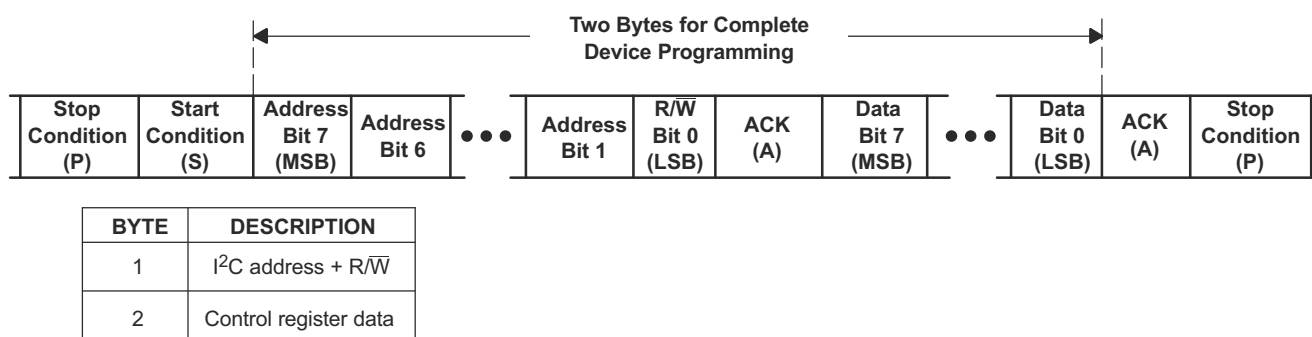 Two Bytes for Complete
Device Programming
Stop
Condition
(P)
Start
Condition
(S)
Address
Bit 7
(MSB)
Address
Bit 6
•••
Address
Bit 1
R/W̅
Bit 0
(LSB)
ACK
(A)
Data
Bit 7
(MSB)
•••
Data
Bit 0
(LSB)
ACK
(A)
Stop
Condition
(P)
BYTE DESCRIPTION
1 I²C address + R/W̅
2 Control register data